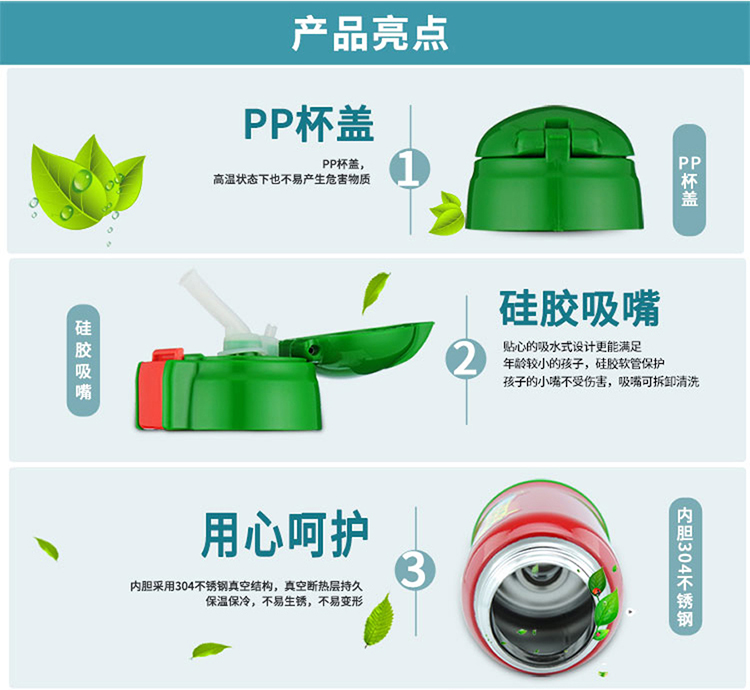 产品亮点
PP杯盖
PP杯盖，
高温状态下也不易产生危害物质
1
PP杯盖
硅胶吸嘴
2
硅胶吸嘴
贴心的吸水式设计更能满足
年龄较小的孩子，硅胶软管保护
孩子的小嘴不受伤害，吸嘴可拆卸清洗
用心呵护
内胆采用304不锈钢真空结构，真空断热层持久
保温保冷，不易生锈，不易变形
3
内胆304不锈钢